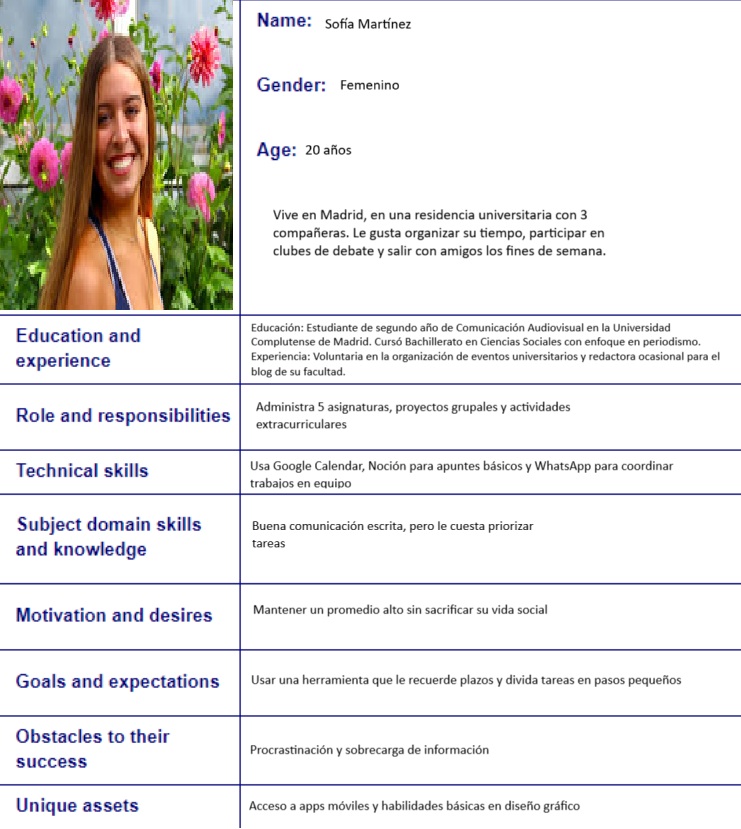 Name: Sofía Martínez
Gender: Femenino
Age: 20 años
Vive en Madrid, en una residencia universitaria con 3
compañeras. Le gusta organizar su tiempo, participar en
clubes de debate y salir con amigos los fines de semana.
Education and
experience
Educación: Estudiante de segundo año de Comunicación Audiovisual en la Universidad
Complutense de Madrid. Cursó Bachillerato en Ciencias Sociales con enfoque en periodismo.
Experiencia: Voluntaria en la organización de eventos universitarios y redactora ocasional para el
blog de su facultad.
Role and responsibilities
Administra 5 asignaturas, proyectos grupales y actividades
extracurriculares
Technical skills
Usa Google Calendar, Noción para apuntes básicos y WhatsApp para coordinar
trabajos en equipo
Subject domain skills
and knowledge
Buena comunicación escrita, pero le cuesta priorizar
tareas
Motivation and desires
Mantener un promedio alto sin sacrificar su vida social
Goals and expectations
Usar una herramienta que le recuerde plazos y divida tareas en pasos pequeños
Obstacles to their
success
Procrastinación y sobrecarga de información
Unique assets
Acceso a apps móviles y habilidades básicas en diseño gráfico